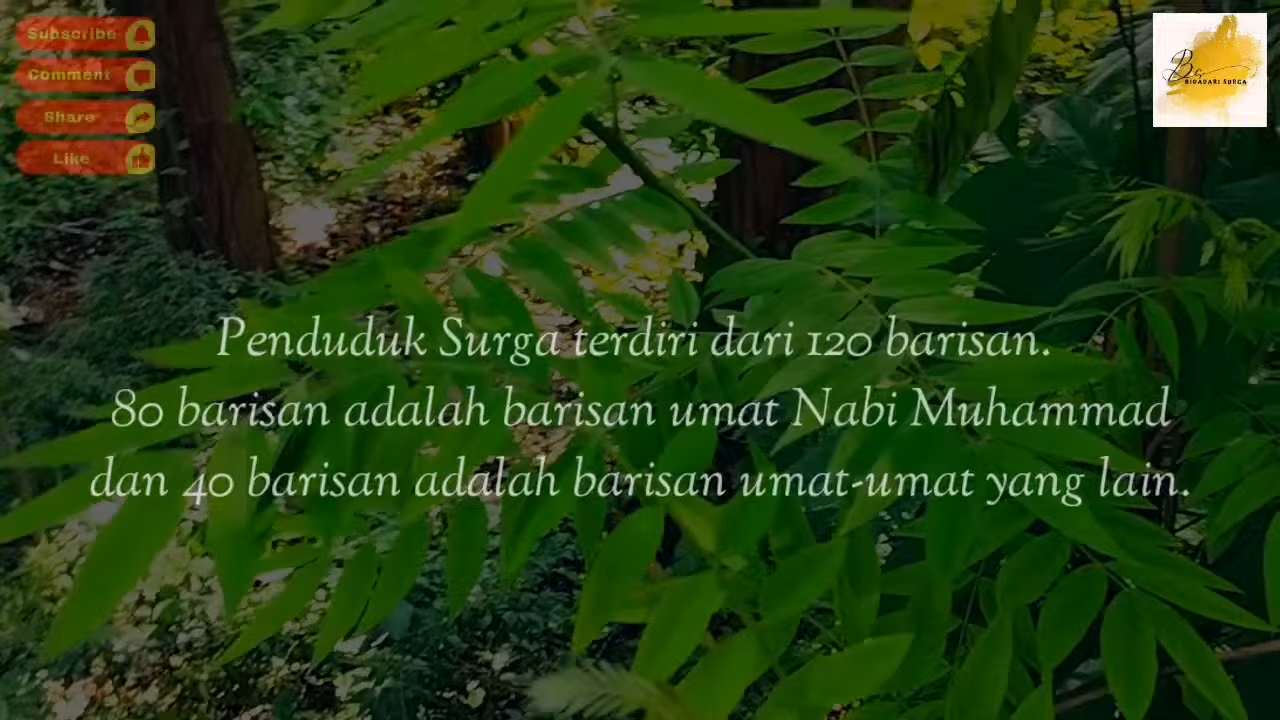 Subscribe
Comment
Share
Like
Bs
BIDADARI SURGA
Penduduk Surga terdiri dari 120 barisan.
80 barisan adalah barisan umat Nabi Muhammad
dan 40 barisan adalah barisan umat-umat yang lain.